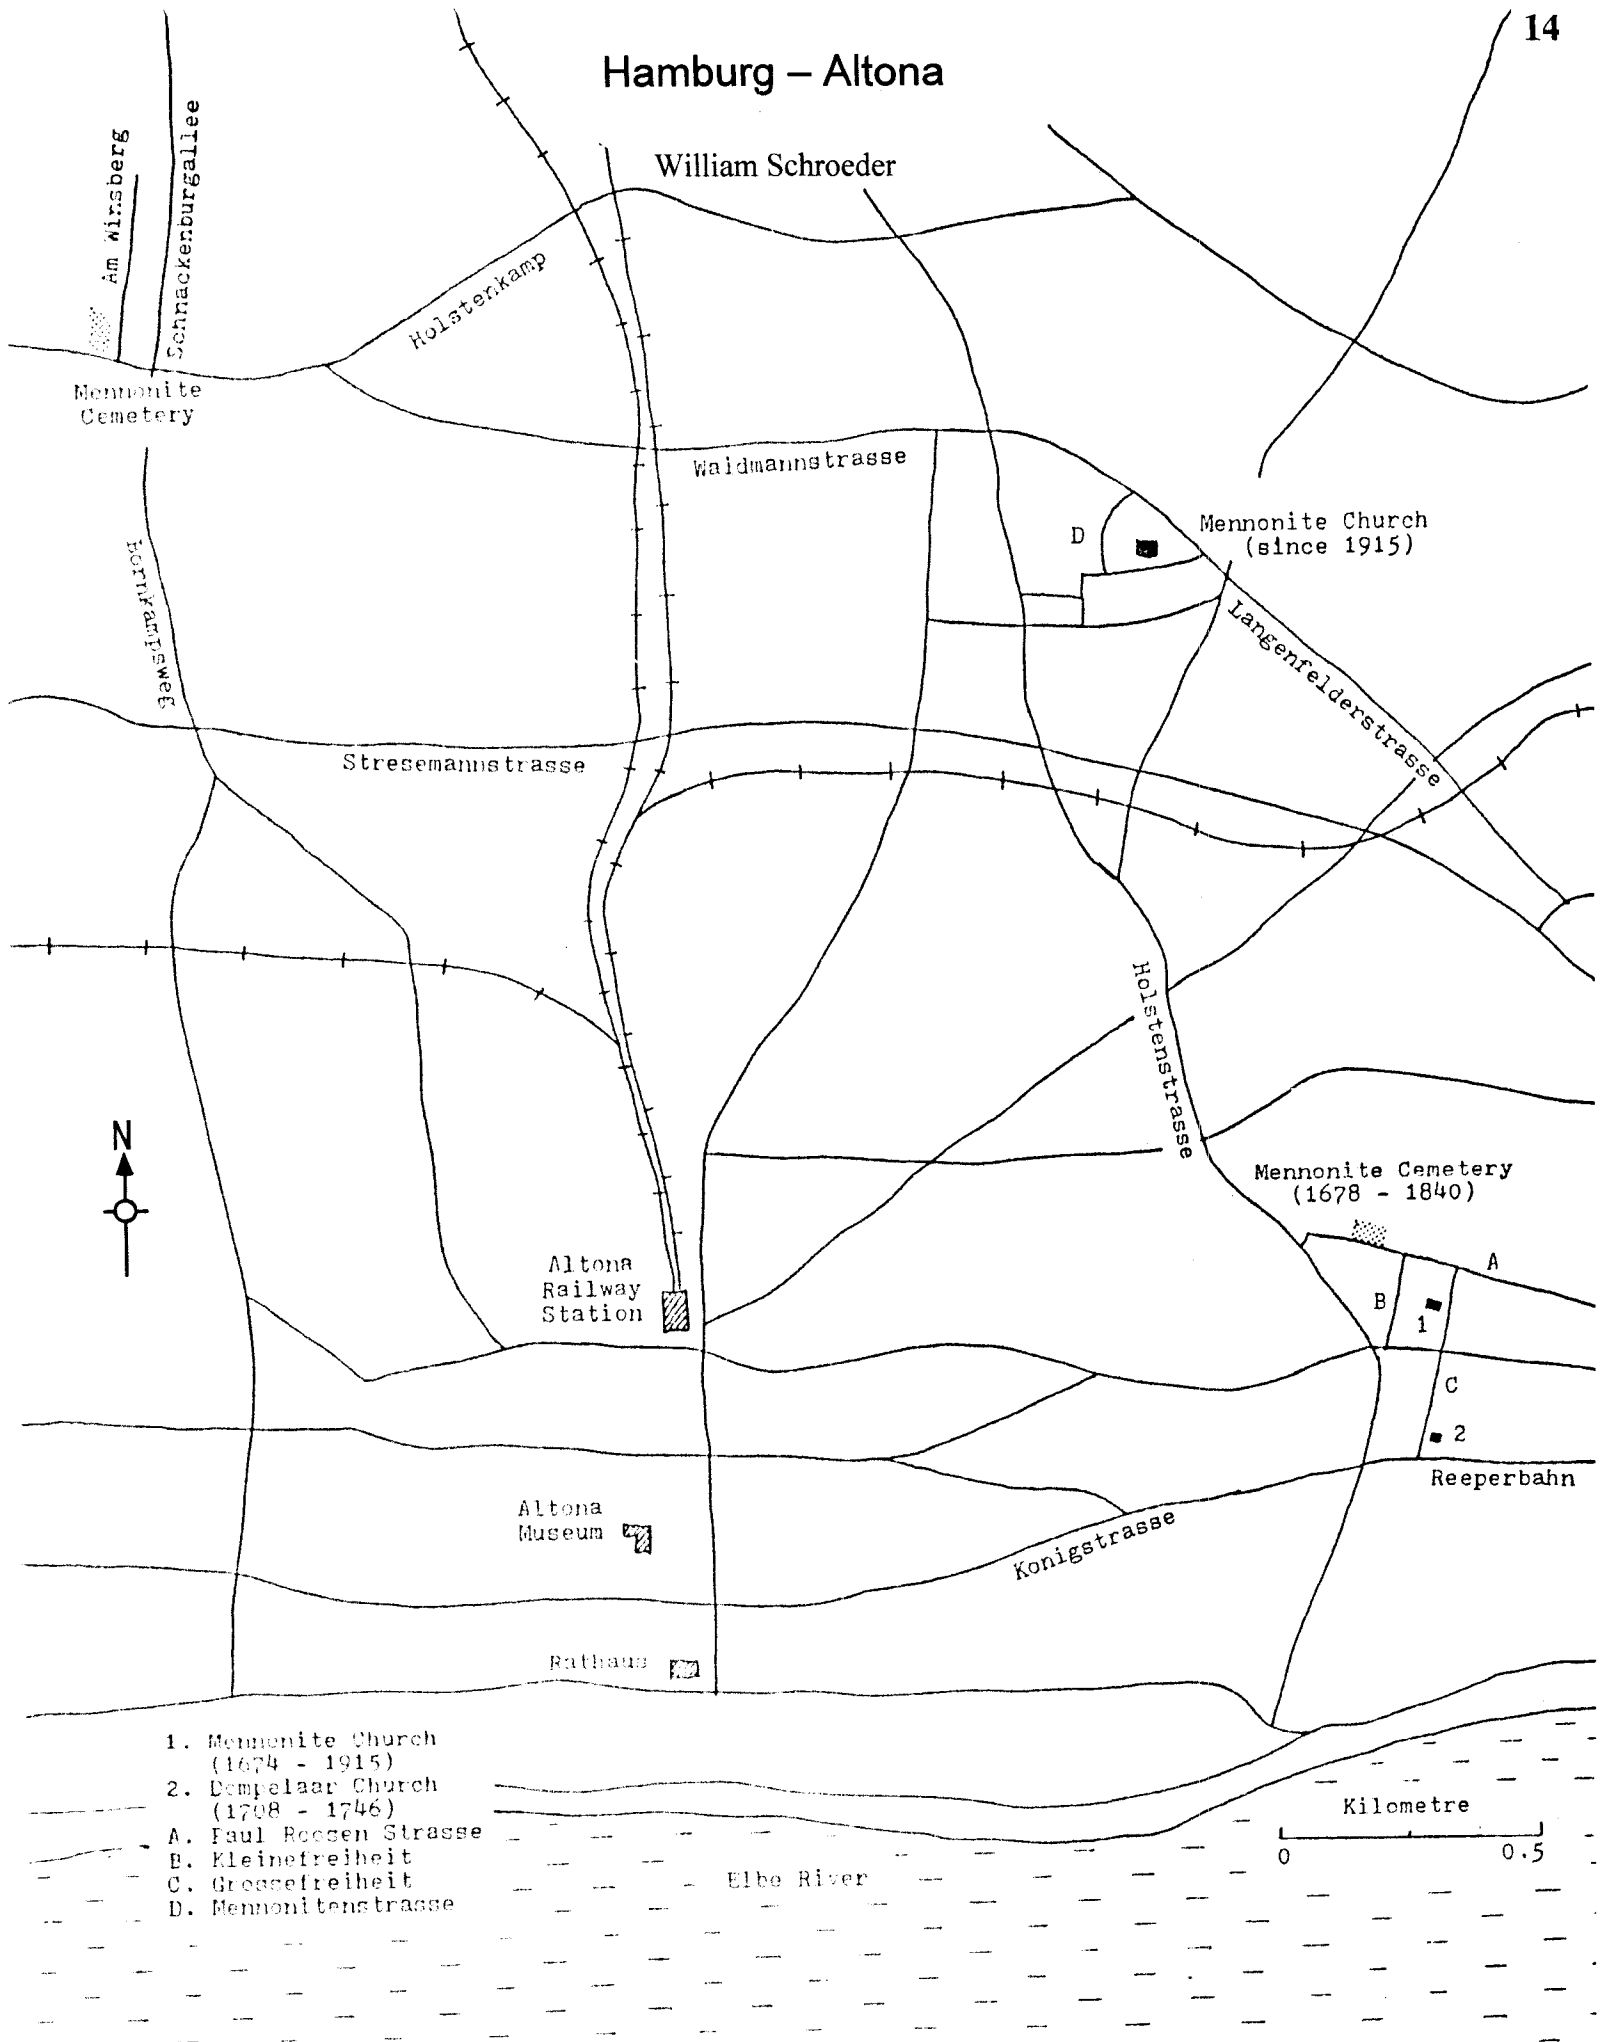 14
Hamburg – Altona
William Schroeder
Am Winsberg
Schnackenburgallee
Holstenkamp
Mennonite
Cemetery
Waidmannstrasse
D
Mennonite Church
(since 1915)
Bornkampsweg
Langenfelderstrasse
Stresemannstrasse
Holstenstrasse
N
Mennonite Cemetery
(1678 - 1840)
A
Altona
Railway
Station
B
1
C
2
Reeperbahn
Altona
Museum
Konigstrasse
Rathaus
1. Mennonite Church
(1674 - 1915)
2. Dompelaar Church
(1708 - 1746)
A. Paul Roosen Strasse
B. Kleinefreiheit
C. Grossefreiheit
D. Mennonitenstrasse
Elbe River
Kilometre
0 0.5